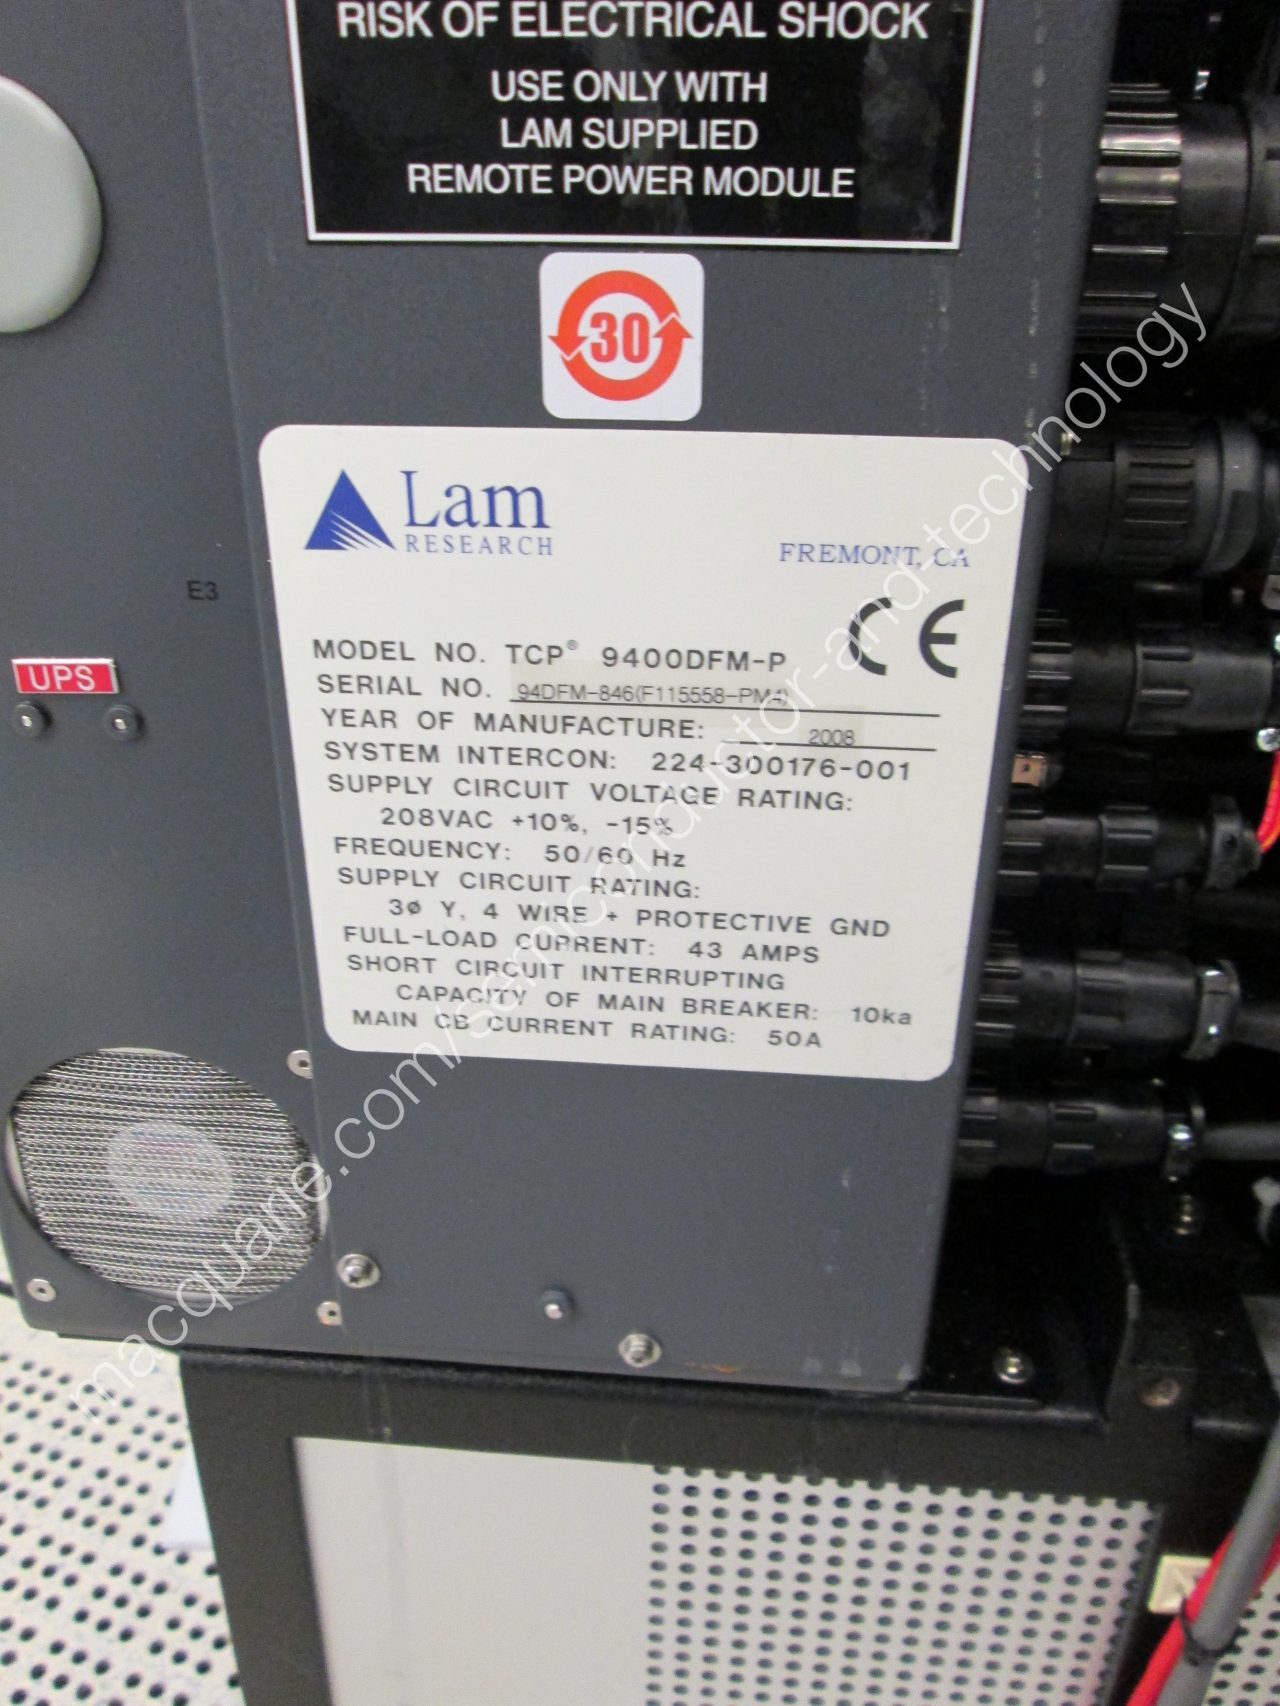 RISK OF ELECTRICAL SHOCK
USE ONLY WITH
LAM SUPPLIED
REMOTE POWER MODULE
30
Lam
RESEARCH
FREMONT, CA
CE
E3
UPS
MODEL NO. TCP® 9400DFM-P
SERIAL NO. 94DFM-846(F115558-PM4)
YEAR OF MANUFACTURE: 2008
SYSTEM INTERCON: 224-300176-001
SUPPLY CIRCUIT VOLTAGE RATING:
208VAC +10%, -15%
FREQUENCY: 50/60 Hz
SUPPLY CIRCUIT RATING:
3ø Y, 4 WIRE + PROTECTIVE GND
FULL-LOAD CURRENT: 43 AMPS
SHORT CIRCUIT INTERRUPTING
CAPACITY OF MAIN BREAKER: 10ka
MAIN CB CURRENT RATING: 50A
macquarie.com/semiconductor-and-technology